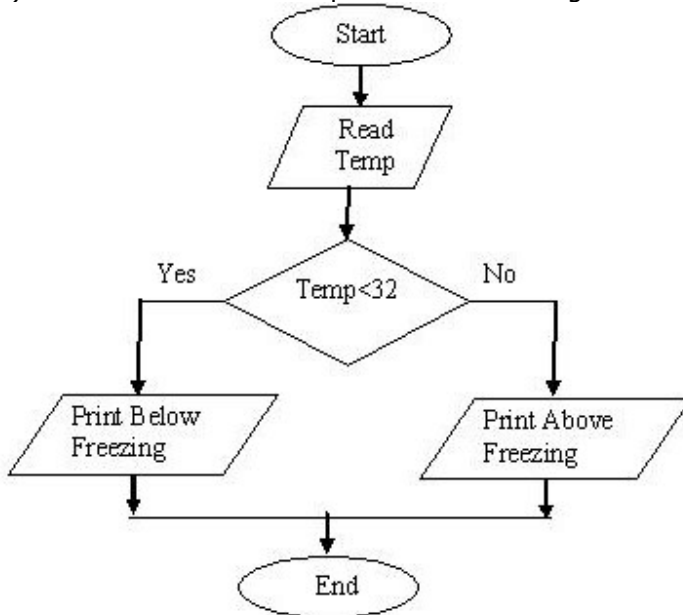 Start
Read
Temp
Temp<32
Yes
No
Print Below
Freezing
Print Above
Freezing
End